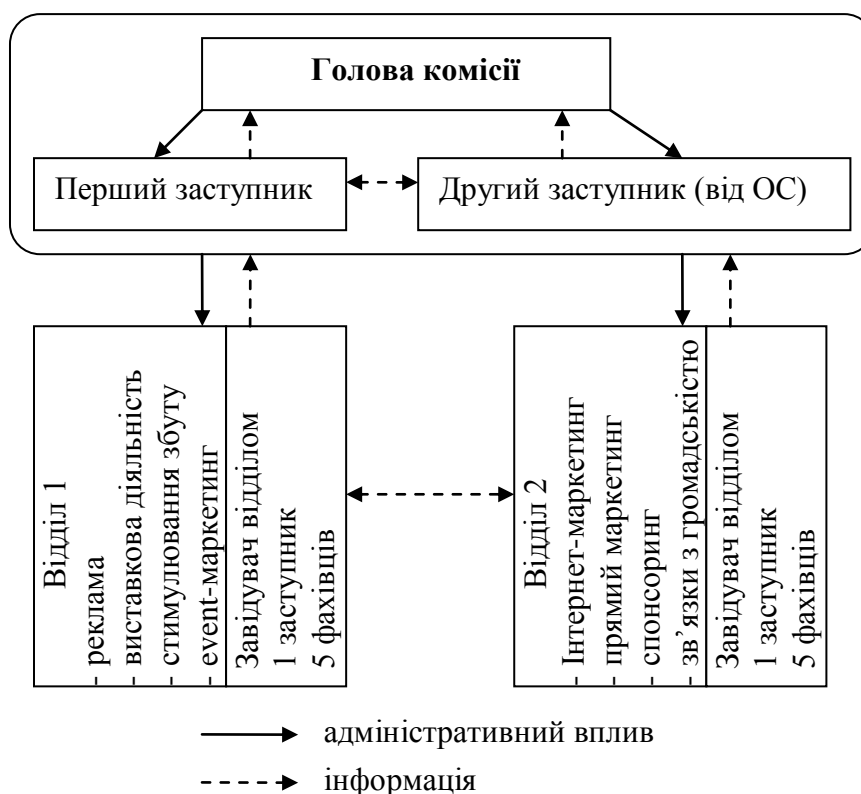 Голова комісії
Перший заступник
Другий заступник (від ОС)
Відділ 1
- реклама
- виставкова діяльність
- стимулювання збуту
- event-маркетинг
Завідувач відділом
1 заступник
5 фахівців
Відділ 2
- Інтернет-маркетинг
- прямий маркетинг
- спонсоринг
- зв’язки з громадськістю
Завідувач відділом
1 заступник
5 фахівців
адміністративний вплив
інформація